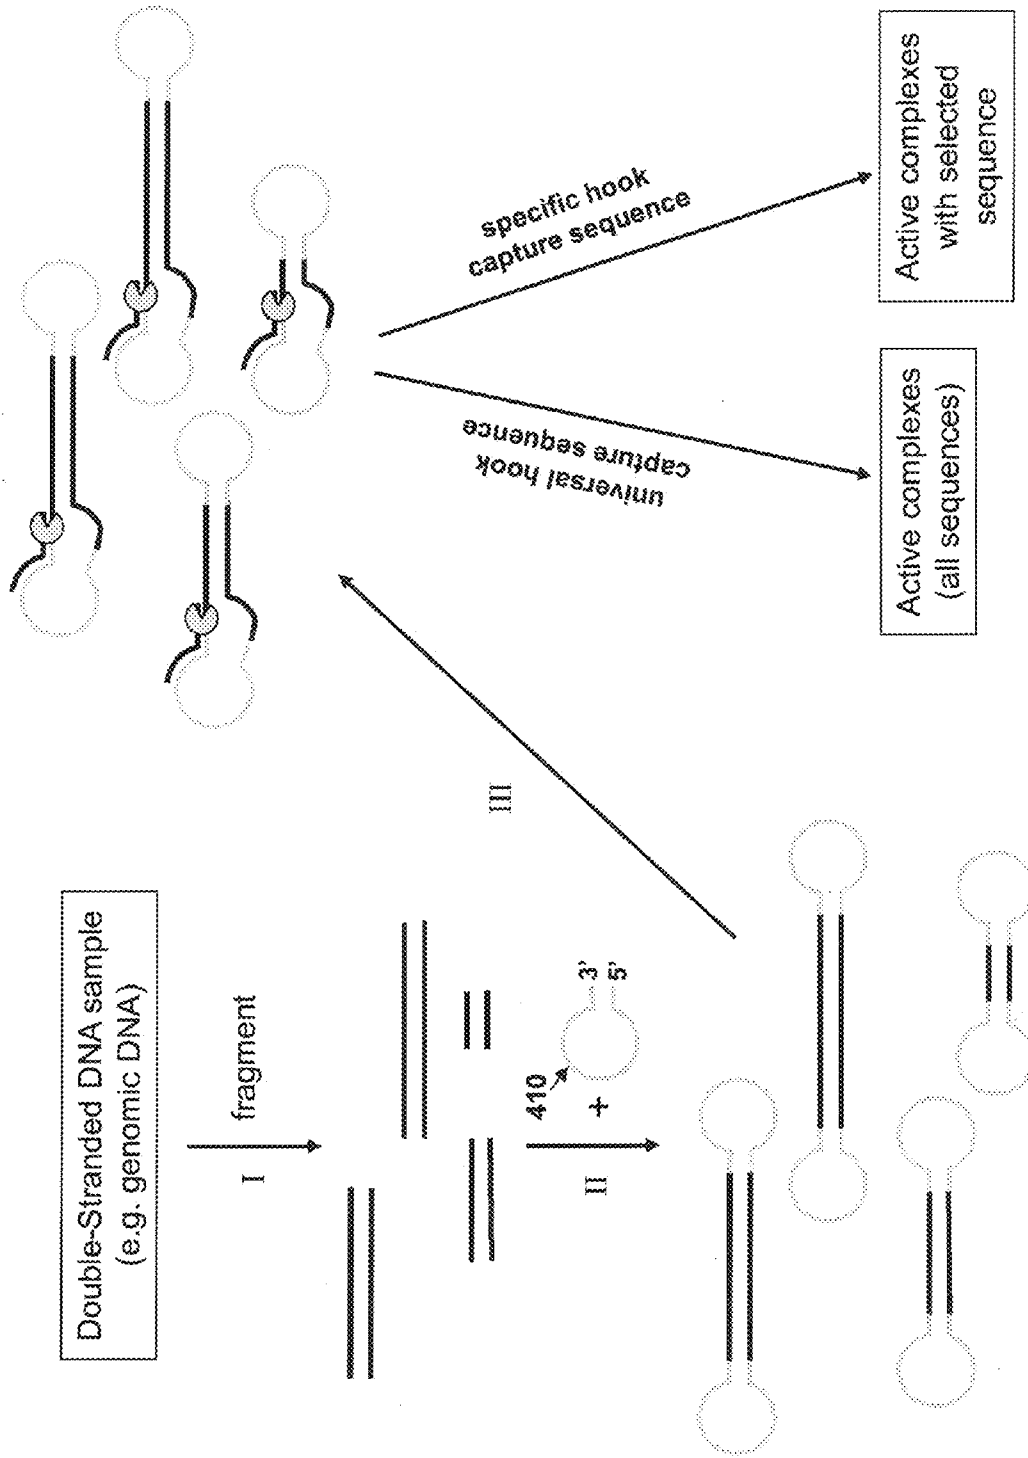 Double-Stranded DNA sample
(e.g. genomic DNA)
I
fragment
410
+
3'
5'
II
III
universal hook
capture sequence
specific hook
capture sequence
Active complexes
(all sequences)
Active complexes
with selected
sequence